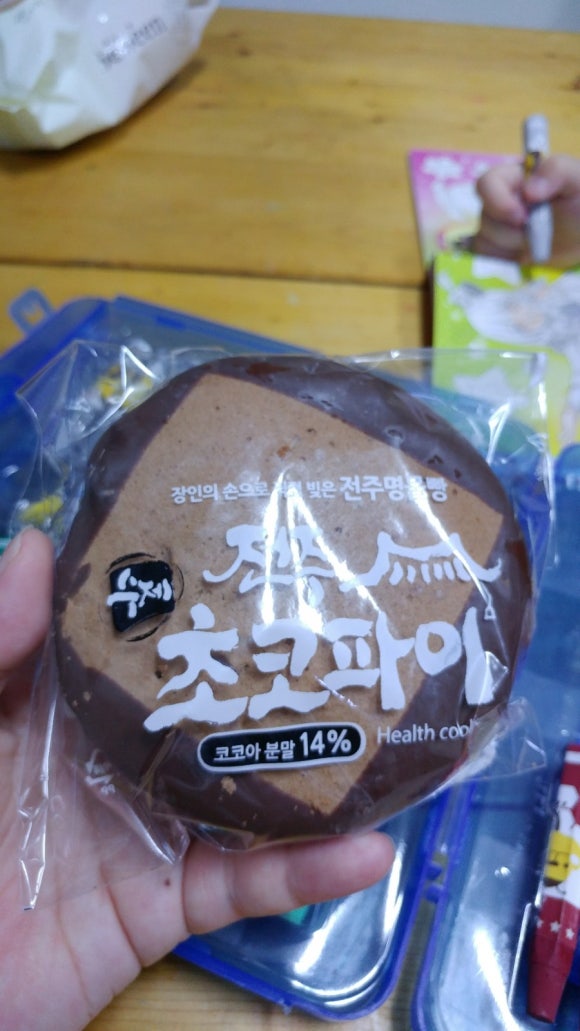 장인의 손으로 빚은 전주명물빵
전주
수제
초코파이
코코아 분말 14%
Health